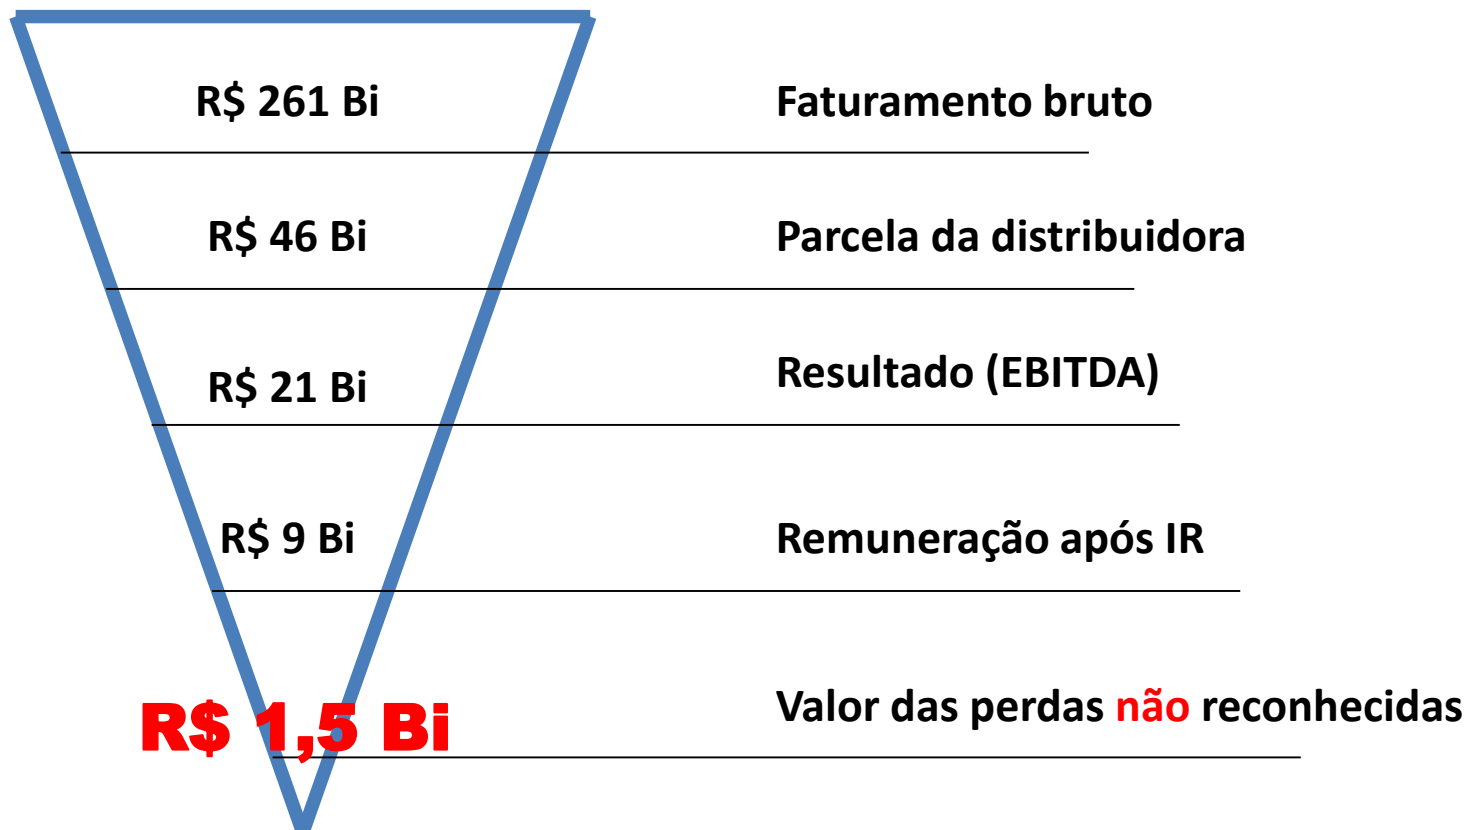 R$ 261 Bi
Faturamento bruto
R$ 46 Bi
Parcela da distribuidora
R$ 21 Bi
Resultado (EBITDA)
R$ 9 Bi
Remuneração após IR
R$ 1,5 Bi
Valor das perdas não reconhecidas